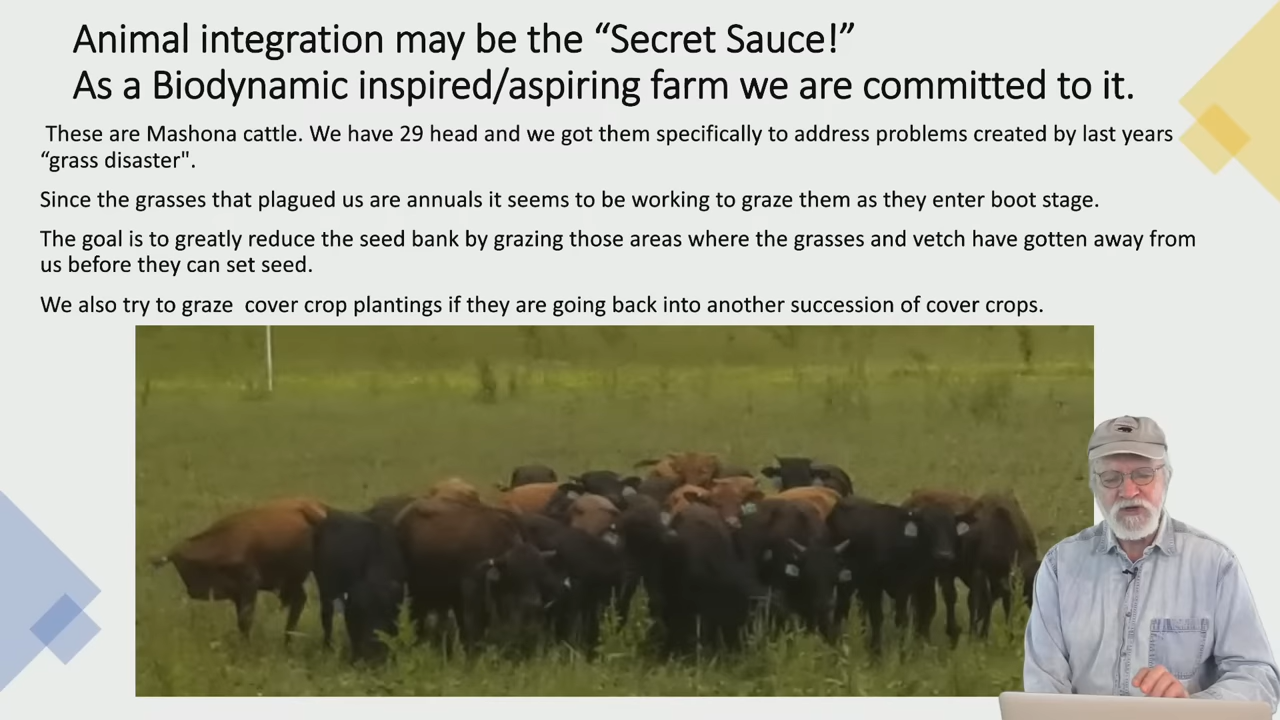 Animal integration may be the “Secret Sauce!”
As a Biodynamic inspired/aspiring farm we are committed to it.
These are Mashona cattle. We have 29 head and we got them specifically to address problems created by last years
“grass disaster".
Since the grasses that plagued us are annuals it seems to be working to graze them as they enter boot stage.
The goal is to greatly reduce the seed bank by grazing those areas where the grasses and vetch have gotten away from
us before they can set seed.
We also try to graze  cover crop plantings if they are going back into another succession of cover crops.